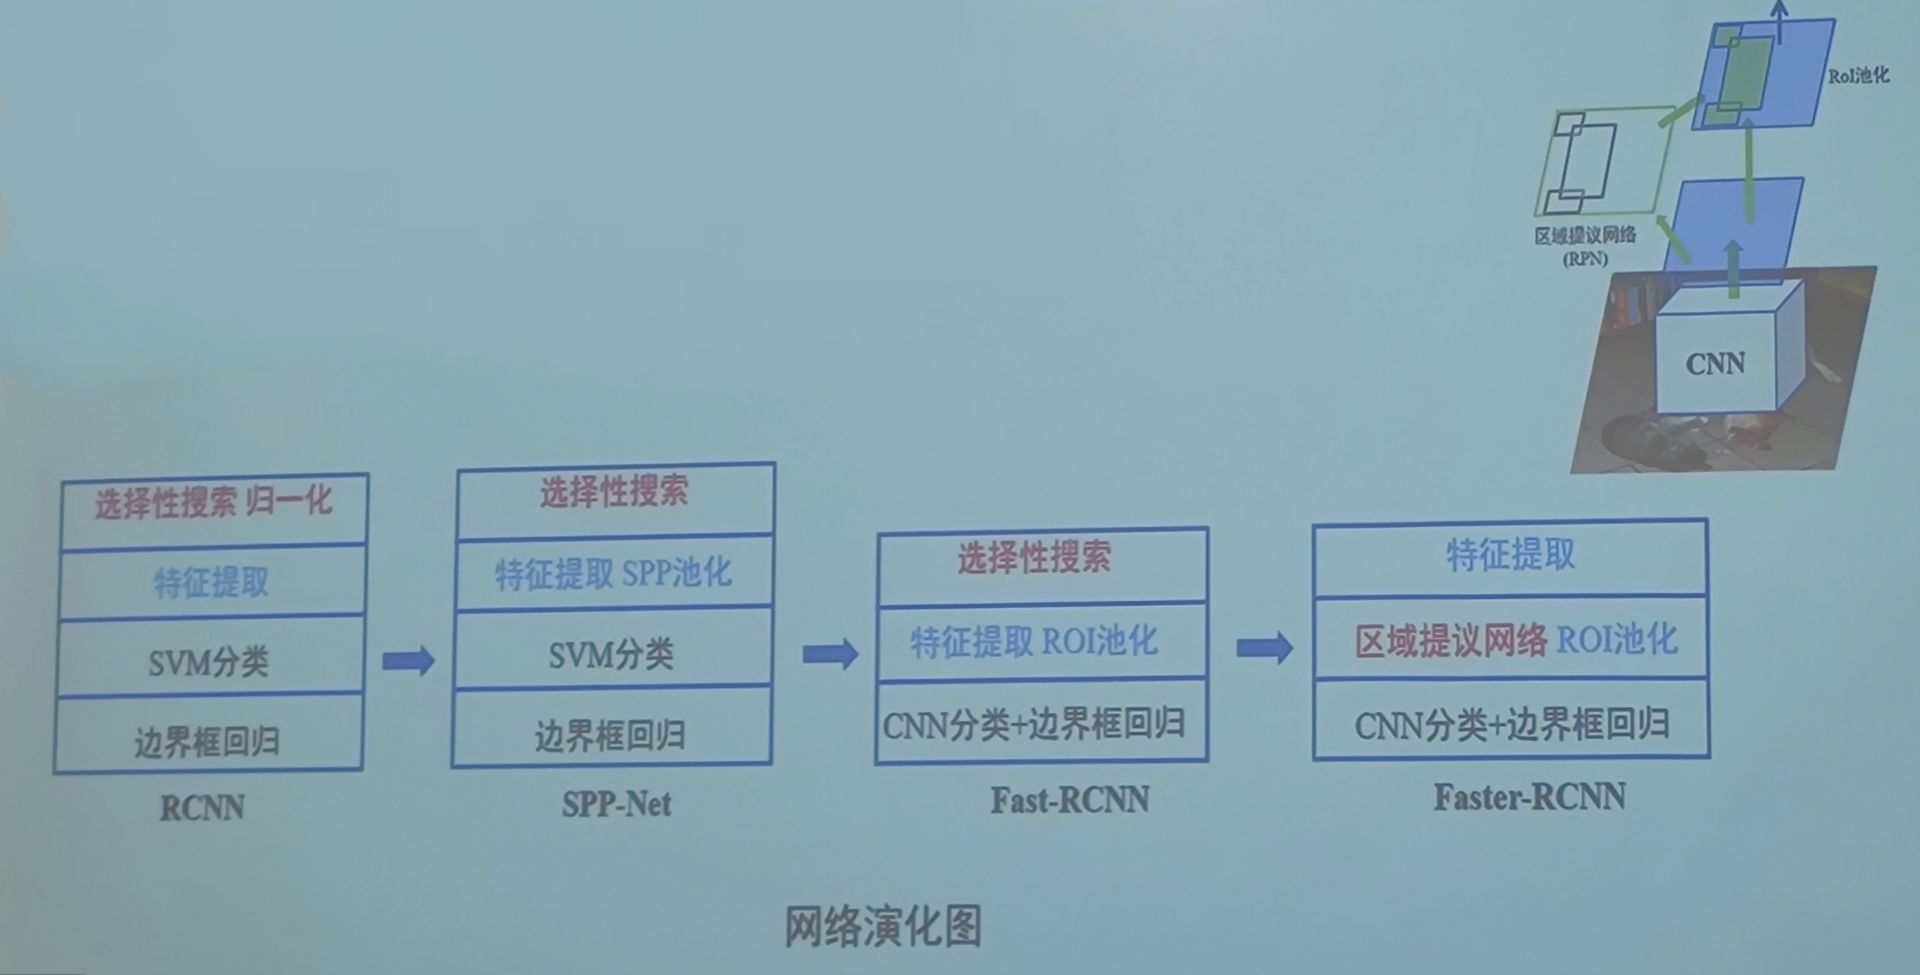 RoI池化
区域提议网络
(RPN)
CNN
选择性搜索 归一化
特征提取
SVM分类
边界框回归
RCNN
选择性搜索
特征提取 SPP池化
SVM分类
边界框回归
SPP-Net
选择性搜索
特征提取 ROI池化
CNN分类+边界框回归
Fast-RCNN
特征提取
区域提议网络 ROI池化
CNN分类+边界框回归
Faster-RCNN
网络演化图